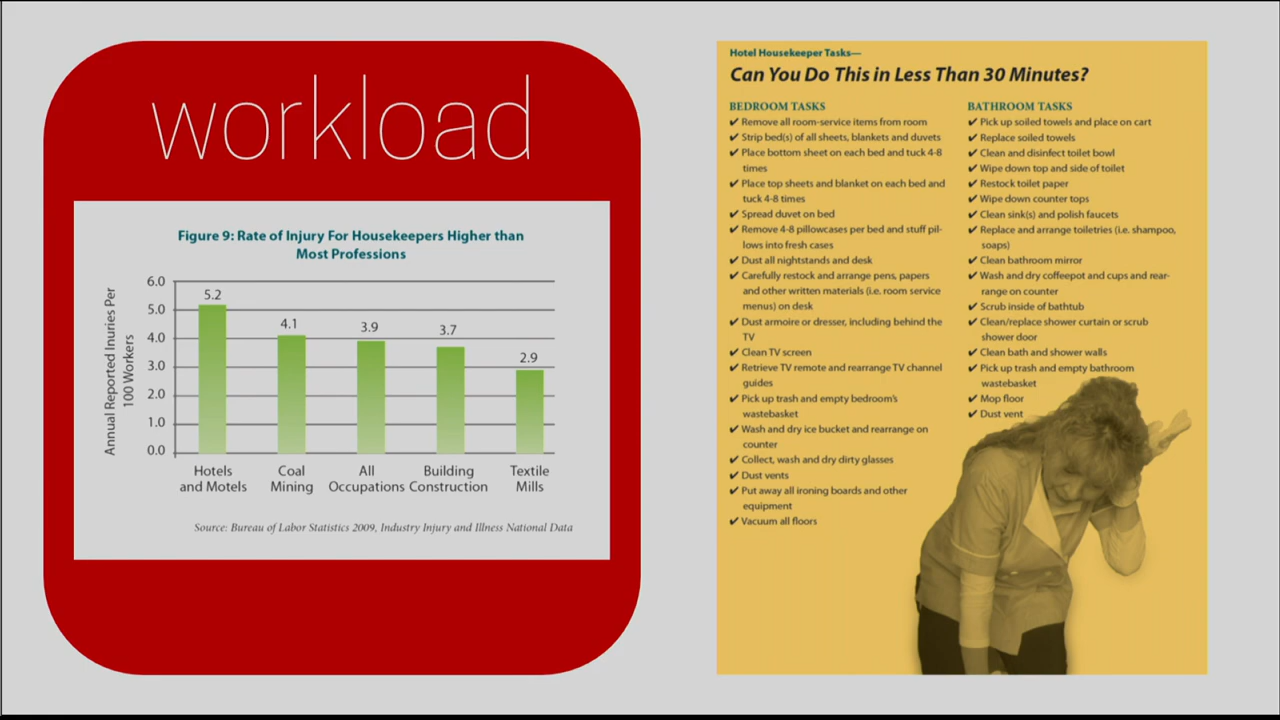 workload
Figure 9: Rate of Injury For Housekeepers Higher than
Most Professions
Annual Reported Inuries Per
100 Workers
6.0
5.0
4.0
3.0
2.0
1.0
0.0
5.2
4.1
3.9
3.7
2.9
Hotels
and Motels
Coal
Mining
All
Occupations
Building
Construction
Textile
Mills
Source: Bureau of Labor Statistics 2009, Industry Injury and Illness National Data
Hotel Housekeeper Tasks—
Can You Do This in Less Than 30 Minutes?
BEDROOM TASKS
✔ Remove all room-service items from room
✔ Strip bed(s) of all sheets, blankets and duvets
✔ Place bottom sheet on each bed and tuck 4-8
times
✔ Place top sheets and blanket on each bed and
tuck 4-8 times
✔ Spread duvet on bed
✔ Remove 4-8 pillowcases per bed and stuff pil-
lows into fresh cases
✔ Dust all nightstands and desk
✔ Carefully restock and arrange pens, papers
and other written materials (i.e. room service
menus) on desk
✔ Dust armoire or dresser, including behind the
TV
✔ Clean TV screen
✔ Retrieve TV remote and rearrange TV channel
guides
✔ Pick up trash and empty bedroom's
wastebasket
✔ Wash and dry ice bucket and rearrange on
counter
✔ Collect, wash and dry dirty glasses
✔ Dust vents
✔ Put away all ironing boards and other
equipment
✔ Vacuum all floors
BATHROOM TASKS
✔ Pick up soiled towels and place on cart
✔ Replace soiled towels
✔ Clean and disinfect toilet bowl
✔ Wipe down top and side of toilet
✔ Restock toilet paper
✔ Wipe down counter tops
✔ Clean sink(s) and polish faucets
✔ Replace and arrange toiletries (i.e. shampoo,
soaps)
✔ Clean bathroom mirror
✔ Wash and dry coffeepot and cups and rear-
range on counter
✔ Scrub inside of bathtub
✔ Clean/replace shower curtain or scrub
shower door
✔ Clean bath and shower walls
✔ Pick up trash and empty bathroom
wastebasket
✔ Mop floor
✔ Dust vent